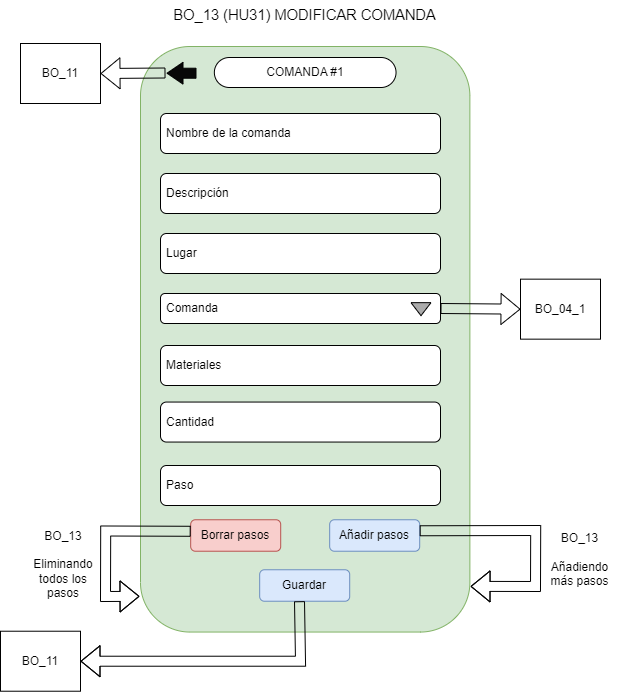 BO_13 (HU31) MODIFICAR COMANDA
BO_11
COMANDA #1
Nombre de la comanda
Descripción
Lugar
Comanda
BO_04_1
Materiales
Cantidad
Paso
BO_13
Eliminando
todos los
pasos
Borrar pasos
Añadir pasos
BO_13
Añadiendo
más pasos
Guardar
BO_11